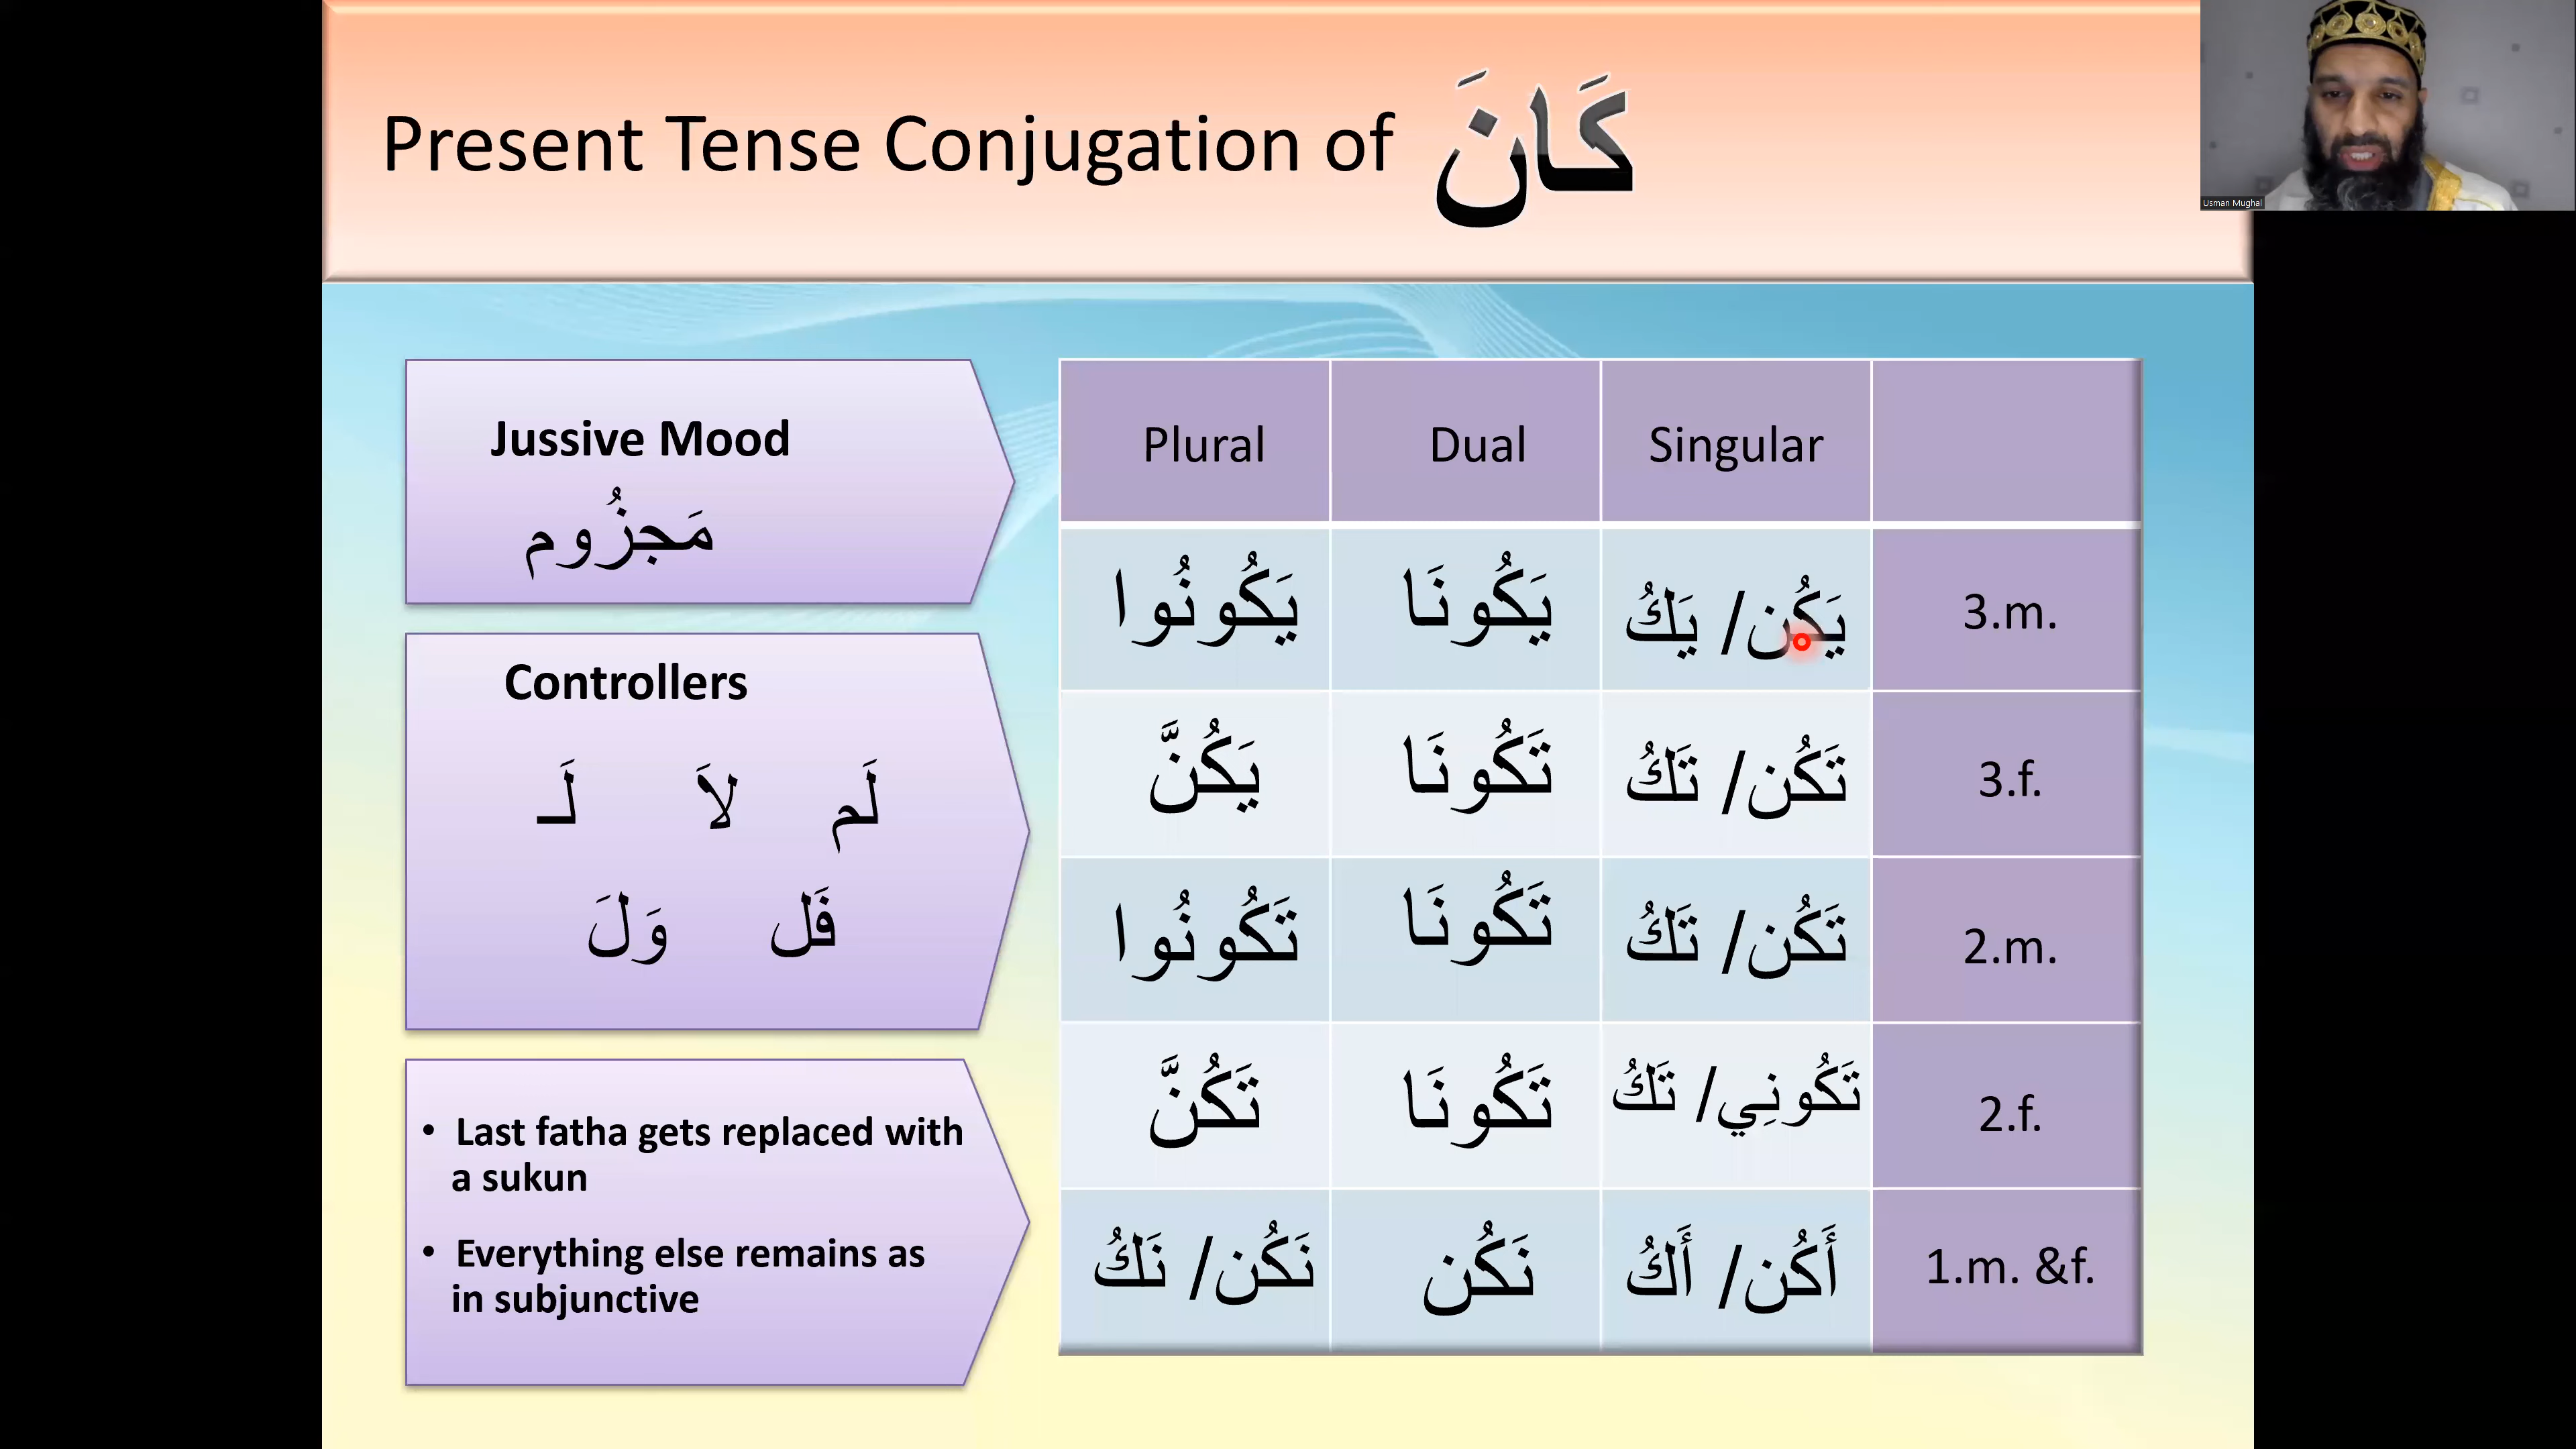 Present Tense Conjugation of كَانَ
Usman Mughal
Jussive Mood
مَجزُوم
Controllers
لَم لاَ لَـ
فَل وَلَ
• Last fatha gets replaced with
a sukun
• Everything else remains as
in subjunctive
Plural Dual Singular
يَكُونُوا يَكُونَا يَكُن/ يَكُ 3.m.
يَكُنَّ تَكُونَا تَكُن/ تَكُ 3.f.
تَكُونُوا تَكُونَا تَكُن/ تَكُ 2.m.
تَكُنَّ تَكُونَا تَكُونِي/ تَكُ 2.f.
نَكُن/ نَكُ نَكُن أَكُن/ أَكُ 1.m. &f.